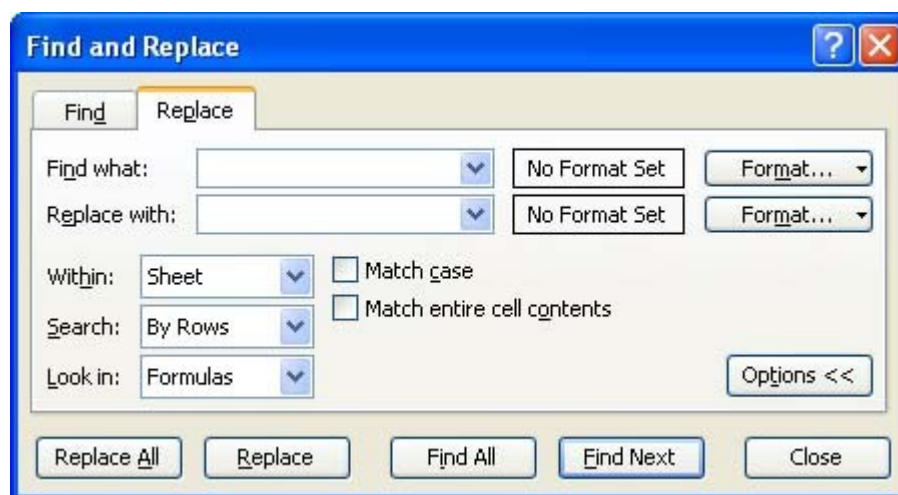 Find and Replace
Find Replace
Find what: No Format Set Format...
Replace with: No Format Set Format...
Within: Sheet Match case
Match entire cell contents
Search: By Rows
Look in: Formulas Options <<
Replace All Replace Find All Find Next Close